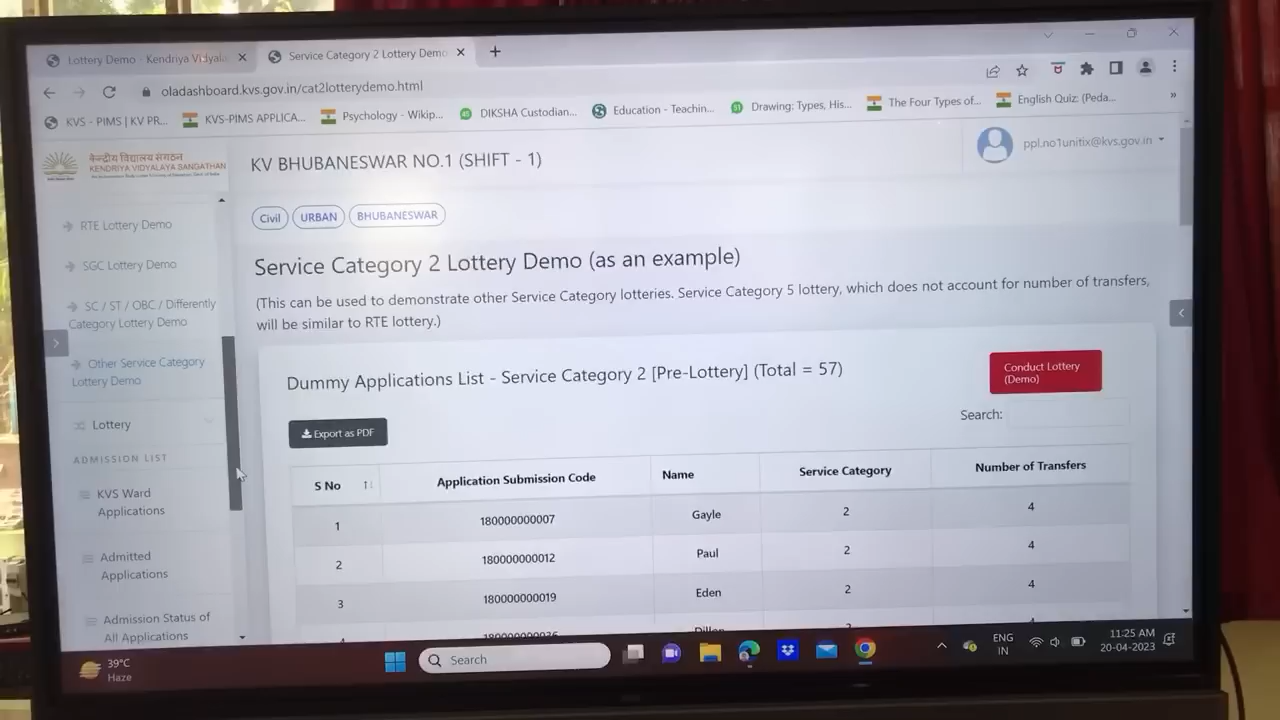 Lottery Demo - Kendriya Vidyala
Service Category 2 Lottery Demo
oladashboard.kvs.gov.in/cat2lotterydemo.html
KVS - PIMS | KV PR...
KVS-PIMS APPLICA...
Psychology - Wikip...
DIKSHA Custodian...
Education - Teachin...
Drawing: Types, His...
The Four Types of...
English Quiz: (Peda...
»
केन्द्रीय विद्यालय संगठन
KENDRIYA VIDYALAYA SANGATHAN
KV BHUBANESWAR NO.1 (SHIFT - 1)
ppl.no1unitix@kvs.gov.in
Civil
URBAN
BHUBANESWAR
RTE Lottery Demo
SGC Lottery Demo
SC / ST / OBC / Differently
Category Lottery Demo
Other Service Category
Lottery Demo
Lottery
ADMISSION LIST
KVS Ward
Applications
Admitted
Applications
Admission Status of
All Applications
Service Category 2 Lottery Demo (as an example)
(This can be used to demonstrate other Service Category lotteries. Service Category 5 lottery, which does not account for number of transfers,
will be similar to RTE lottery.)
Dummy Applications List - Service Category 2 [Pre-Lottery] (Total = 57)
Conduct Lottery
(Demo)
Export as PDF
Search:
S No Application Submission Code Name Service Category Number of Transfers
1 180000000007 Gayle 2 4
2 180000000012 Paul 2 4
3 180000000019 Eden 2 4
39°C
Haze
Search
ENG
IN
11:25 AM
20-04-2023